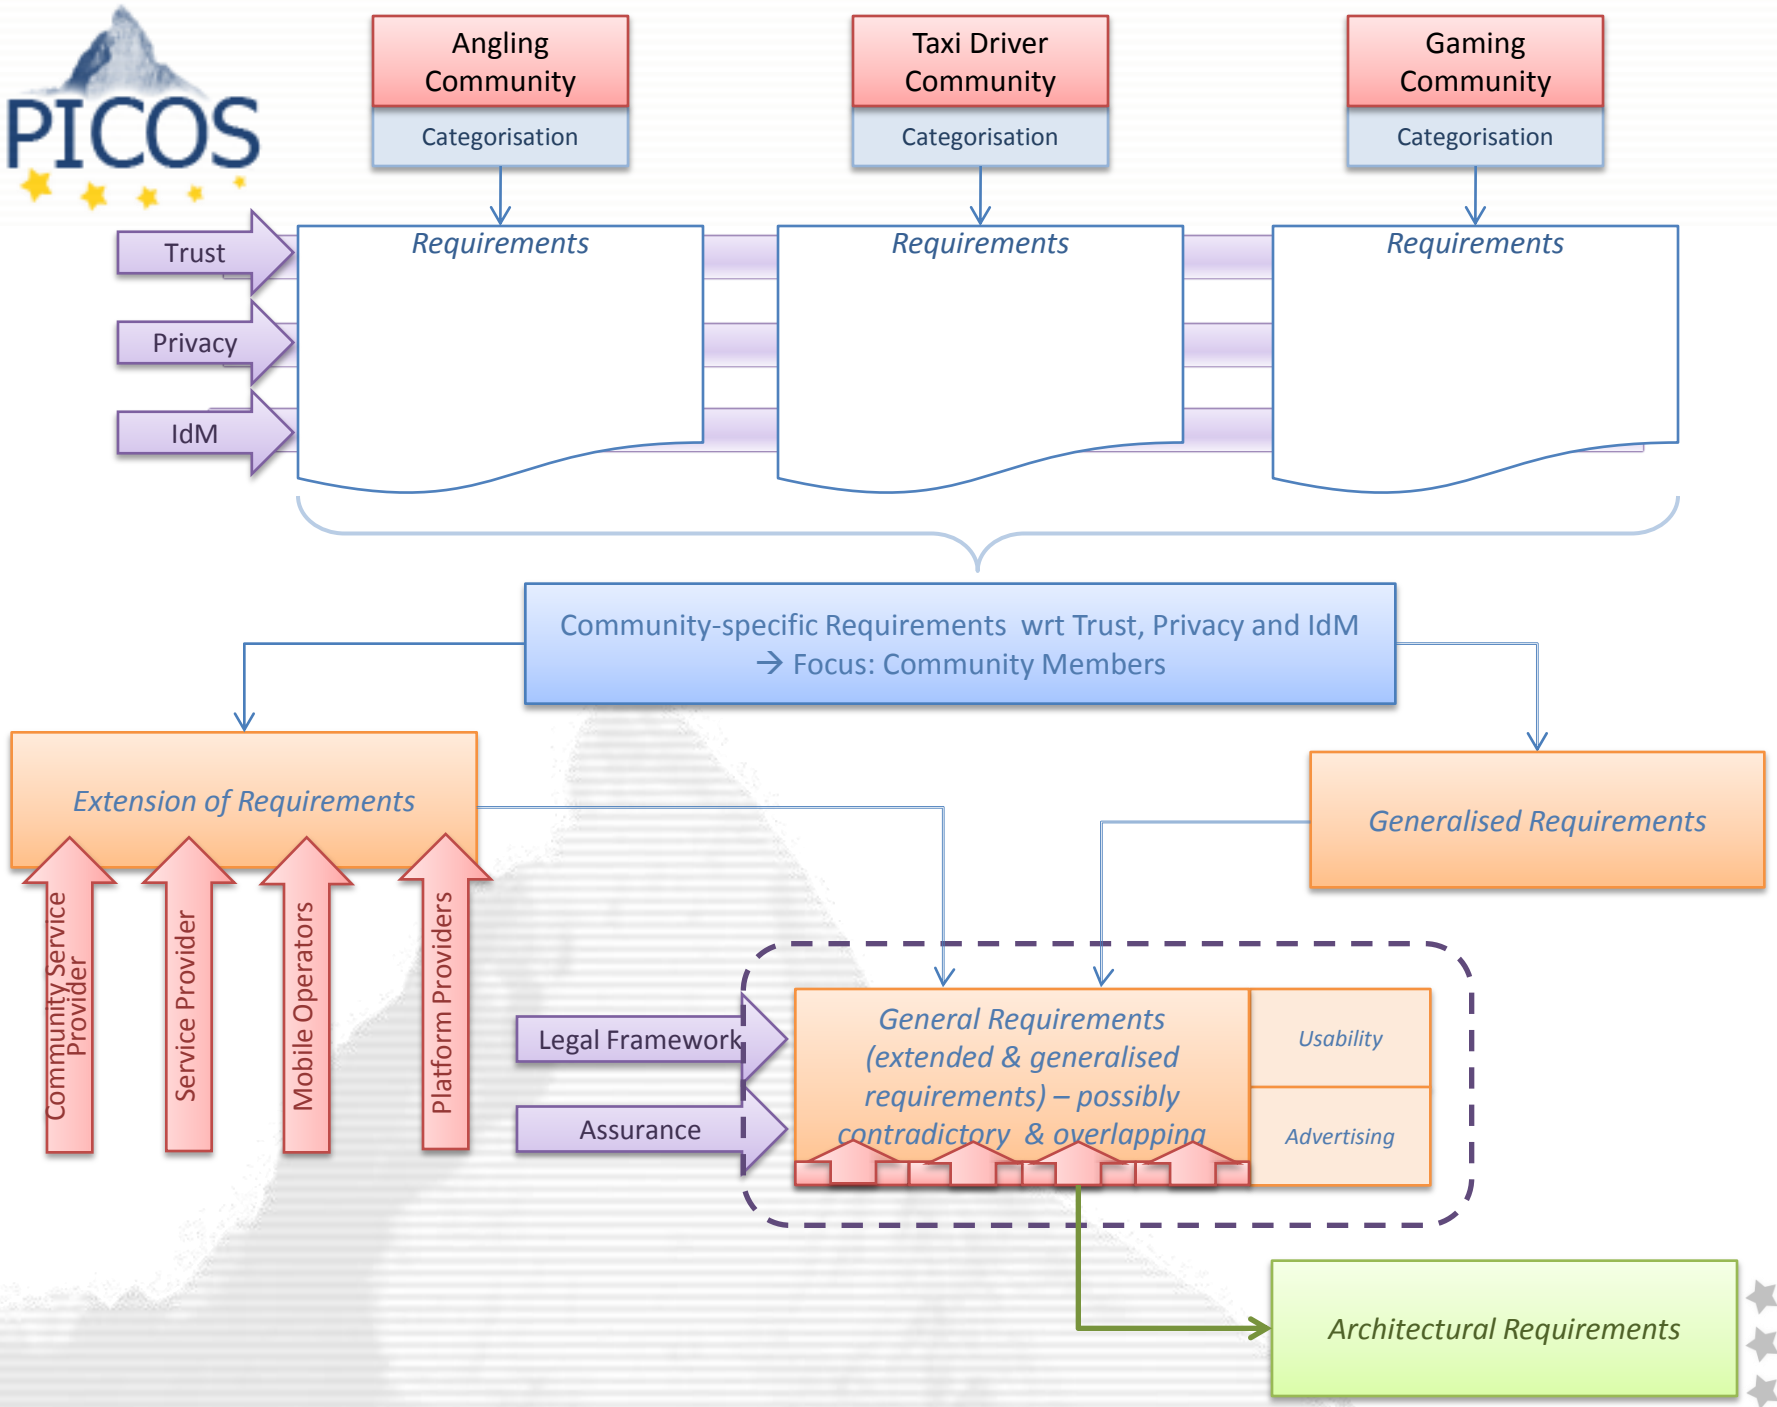 PICOS
Angling
Community
Categorisation
Taxi Driver
Community
Categorisation
Gaming
Community
Categorisation
Trust
Privacy
IdM
Requirements
Requirements
Requirements
Community-specific Requirements wrt Trust, Privacy and IdM
→ Focus: Community Members
Extension of Requirements
Generalised Requirements
Community Service
Provider
Service Provider
Mobile Operators
Platform Providers
Legal Framework
Assurance
General Requirements
(extended & generalised
requirements) – possibly
contradictory & overlapping
Usability
Advertising
Architectural Requirements